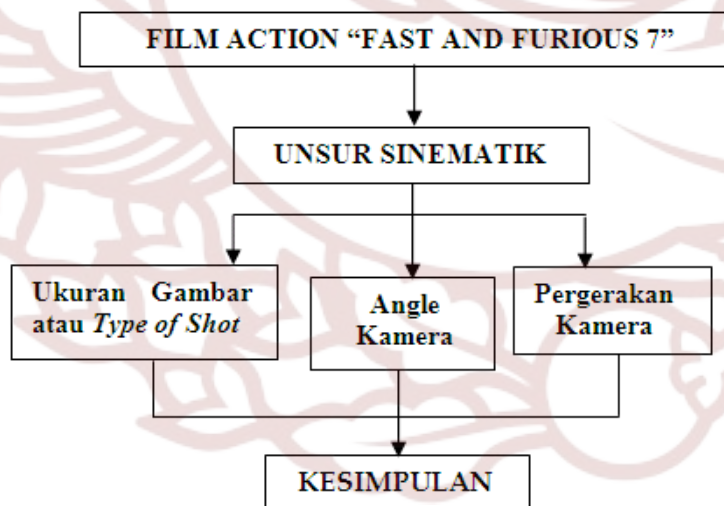 FILM ACTION “FAST AND FURIOUS 7”
UNSUR SINEMATIK
Ukuran Gambar
atau Type of Shot
Angle
Kamera
Pergerakan
Kamera
KESIMPULAN